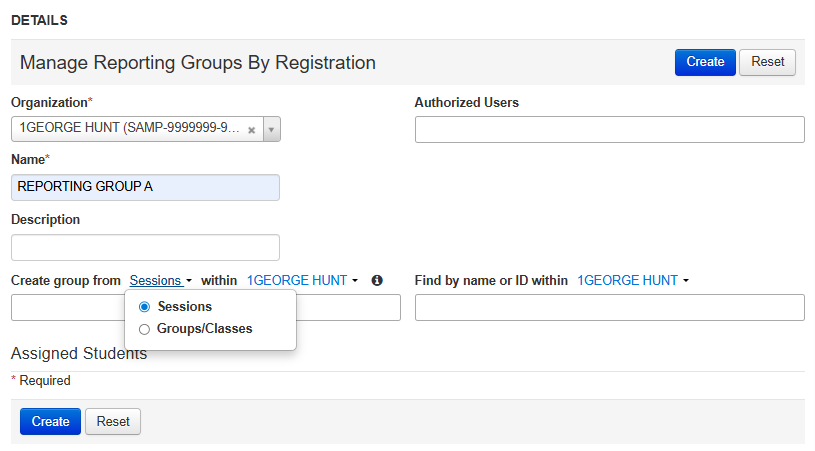 DETAILS
Manage Reporting Groups By Registration
Create
Reset
Organization*
Authorized Users
1GEORGE HUNT (SAMP-9999999-9...
Name*
REPORTING GROUP A
Description
Create group from Sessions within 1GEORGE HUNT
Find by name or ID within 1GEORGE HUNT
Sessions
Groups/Classes
Assigned Students
* Required
Create
Reset